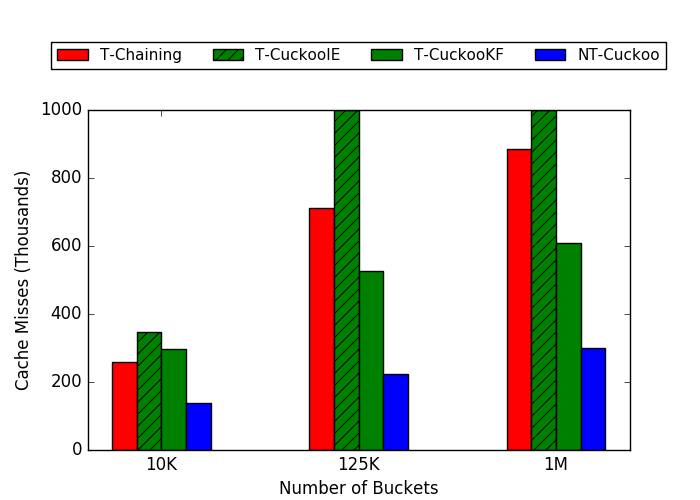 T-Chaining T-CuckooIE T-CuckooKF NT-Cuckoo
1000
800
600
400
200
0
Cache Misses (Thousands)
10K 125K 1M
Number of Buckets